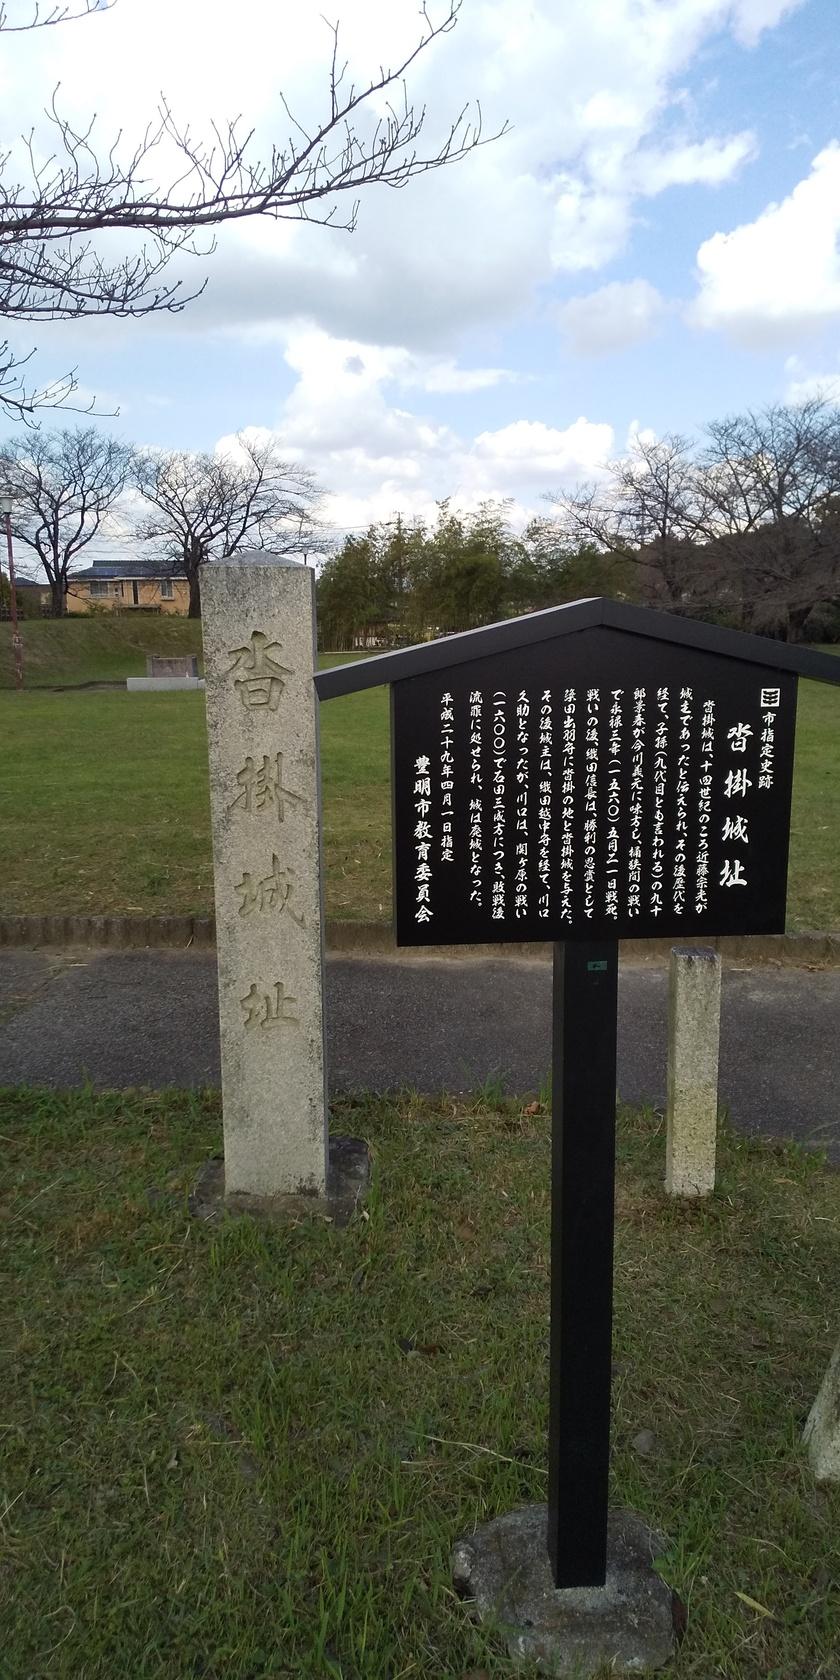 沓掛城址
市指定史跡
沓掛城址
沓掛城は、十四世紀のころ近藤宗光が
城主であったと伝えられ、その後歴代を
経て、子孫(九代目とも言われる)の九十
郎景春が今川義元に味方し、桶狭間の戦い
で永禄三年(一五六〇)五月二一日戦死。
戦いの後、織田信長は、勝利の恩賞として
簗田出羽守に沓掛の地と沓掛城を与えた。
その後城主は、織田越中守を経て、川口
久助となったが、川口は、関ヶ原の戦い
(一六〇〇)で石田三成方につき、敗戦後
流罪に処せられ、城は廃城となった。
平成二十九年四月一日指定
豊明市教育委員会